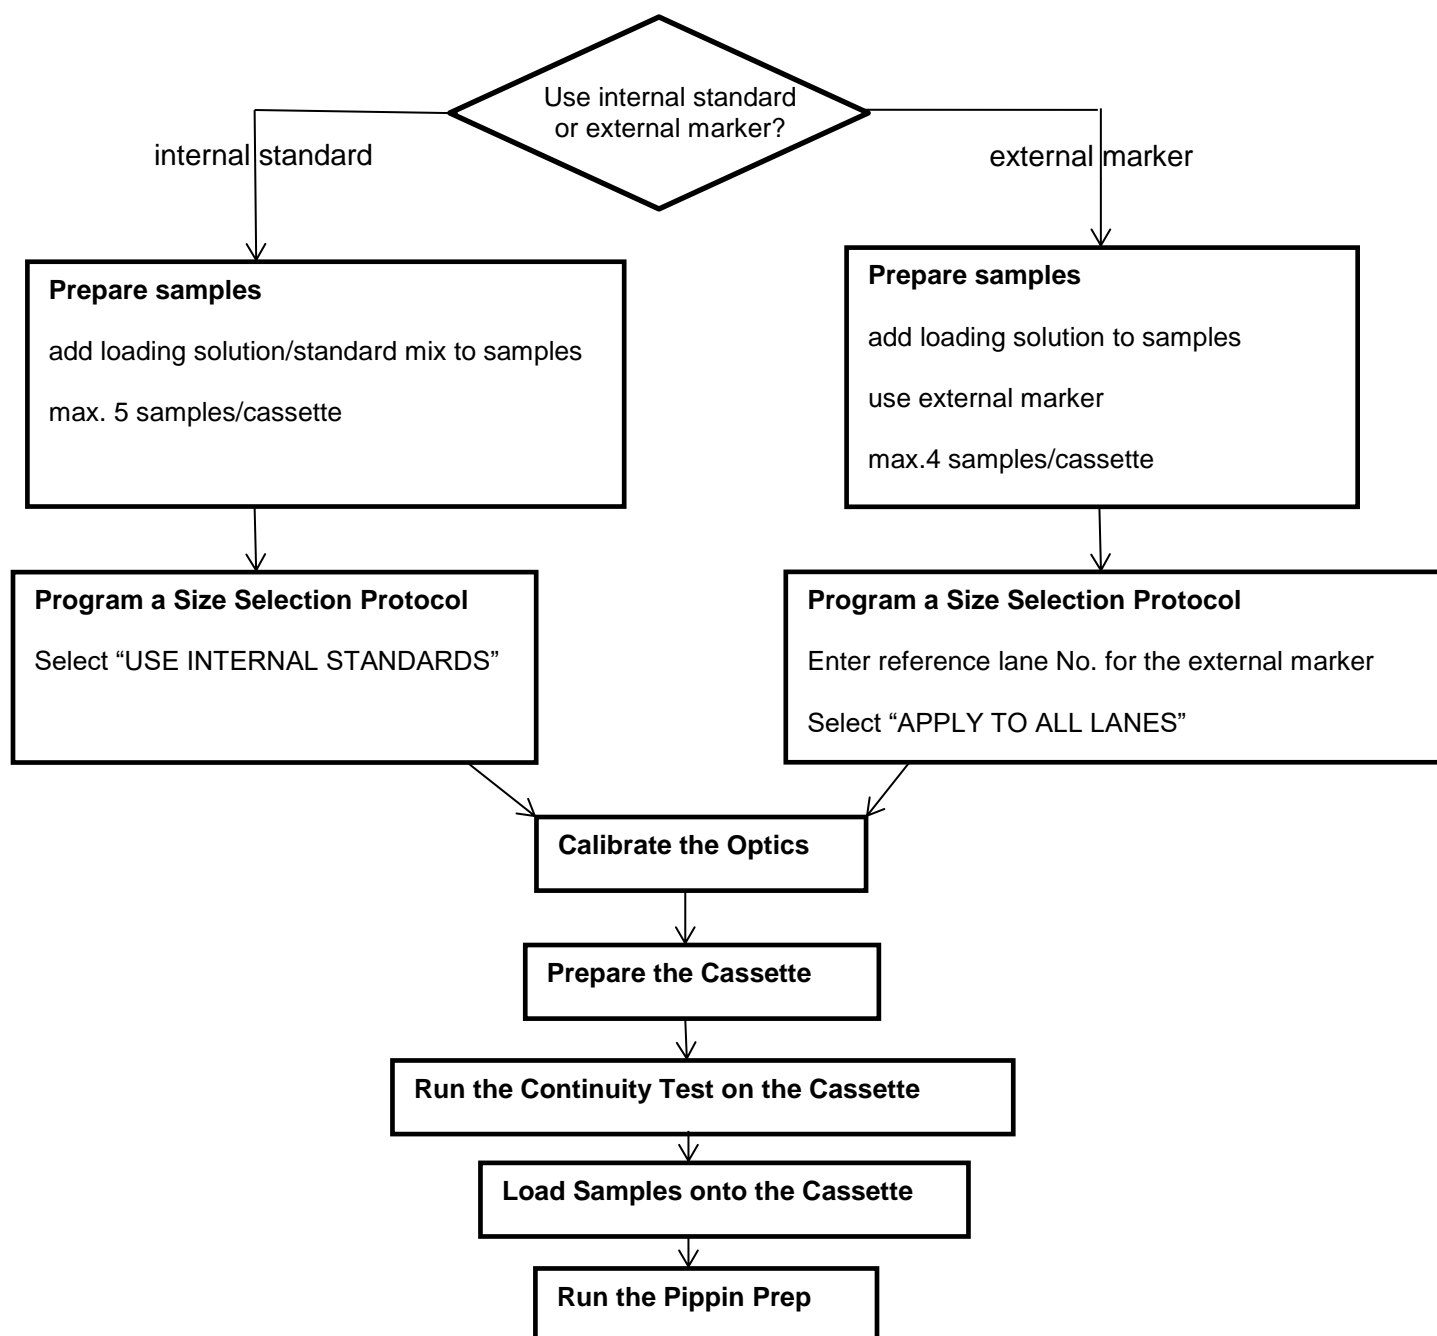 Use internal standard
or external marker?
internal standard
external marker
Prepare samples
add loading solution/standard mix to samples
max. 5 samples/cassette
Prepare samples
add loading solution to samples
use external marker
max.4 samples/cassette
Program a Size Selection Protocol
Select “USE INTERNAL STANDARDS”
Program a Size Selection Protocol
Enter reference lane No. for the external marker
Select “APPLY TO ALL LANES”
Calibrate the Optics
Prepare the Cassette
Run the Continuity Test on the Cassette
Load Samples onto the Cassette
Run the Pippin Prep